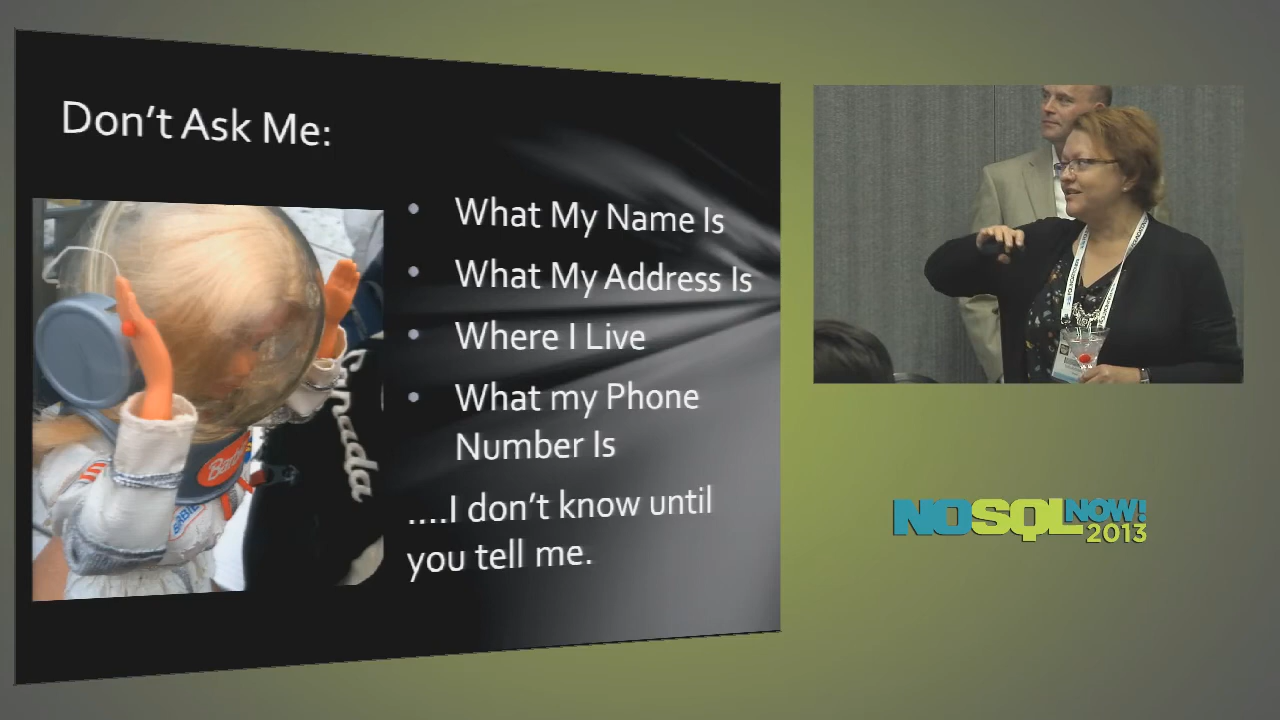 Don't Ask Me:
• What My Name Is
• What My Address Is
• Where I Live
• What my Phone
Number Is
....I don't know until
you tell me.
Canada
NOSQL NOW!
2013